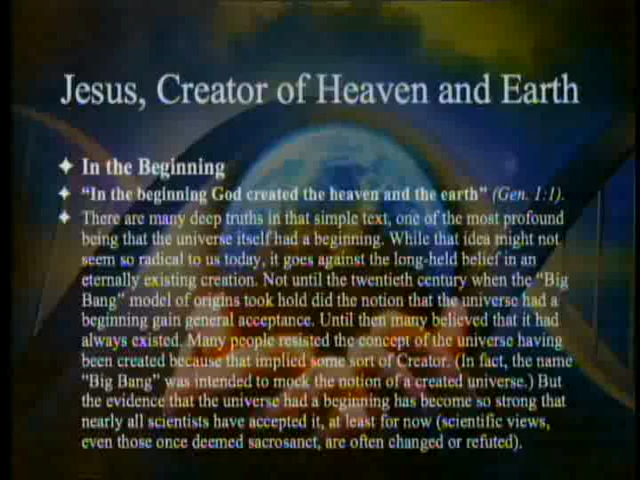 Jesus, Creator of Heaven and Earth
In the Beginning
“In the beginning God created the heaven and the earth” (Gen. 1:1).
There are many deep truths in that simple text, one of the most profound
being that the universe itself had a beginning. While that idea might not
seem so radical to us today, it goes against the long-held belief in an
eternally existing creation. Not until the twentieth century when the “Big
Bang” model of origins took hold did the notion that the universe had a
beginning gain general acceptance. Until then many believed that it had
always existed. Many people resisted the concept of the universe having
been created because that implied some sort of Creator. (In fact, the name
"Big Bang” was intended to mock the notion of a created universe.) But
the evidence that the universe had a beginning has become so strong that
nearly all scientists have accepted it, at least for now (scientific views,
even those once deemed sacrosanct, are often changed or refuted).